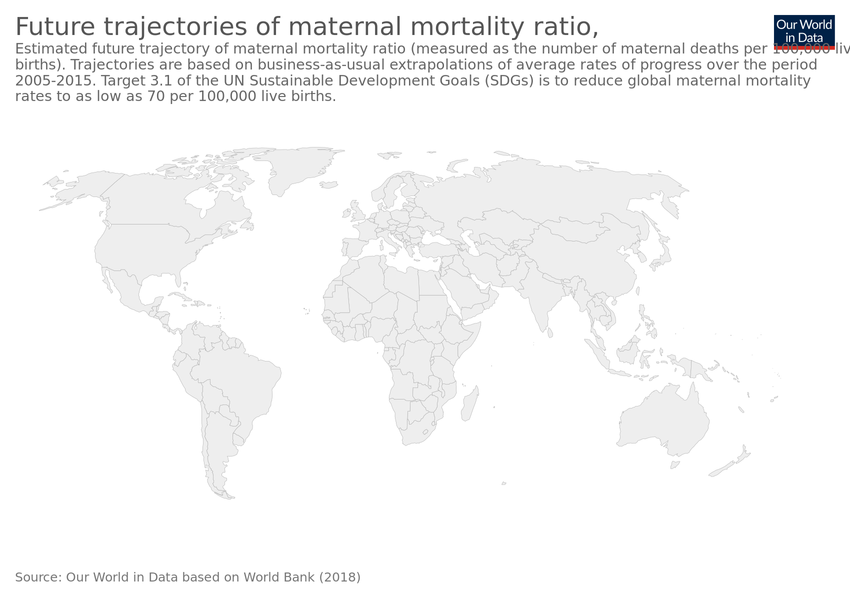 Future trajectories of maternal mortality ratio,
Our World
in Data
Estimated future trajectory of maternal mortality ratio (measured as the number of maternal deaths per 100,000 liv
births). Trajectories are based on business-as-usual extrapolations of average rates of progress over the period
2005-2015. Target 3.1 of the UN Sustainable Development Goals (SDGs) is to reduce global maternal mortality
rates to as low as 70 per 100,000 live births.
Source: Our World in Data based on World Bank (2018)